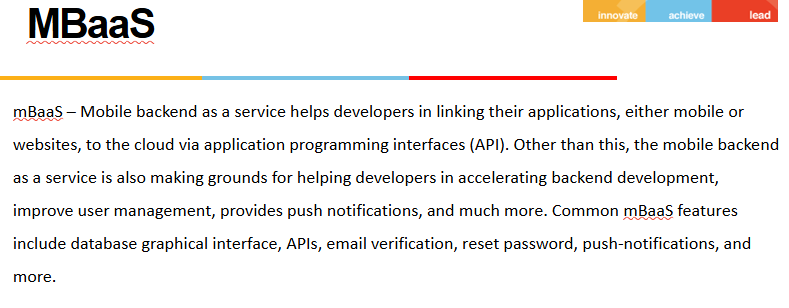 MBaaS
innovate achieve lead
mBaaS – Mobile backend as a service helps developers in linking their applications, either mobile or
websites, to the cloud via application programming interfaces (API). Other than this, the mobile backend
as a service is also making grounds for helping developers in accelerating backend development,
improve user management, provides push notifications, and much more. Common mBaaS features
include database graphical interface, APIs, email verification, reset password, push-notifications, and
more.